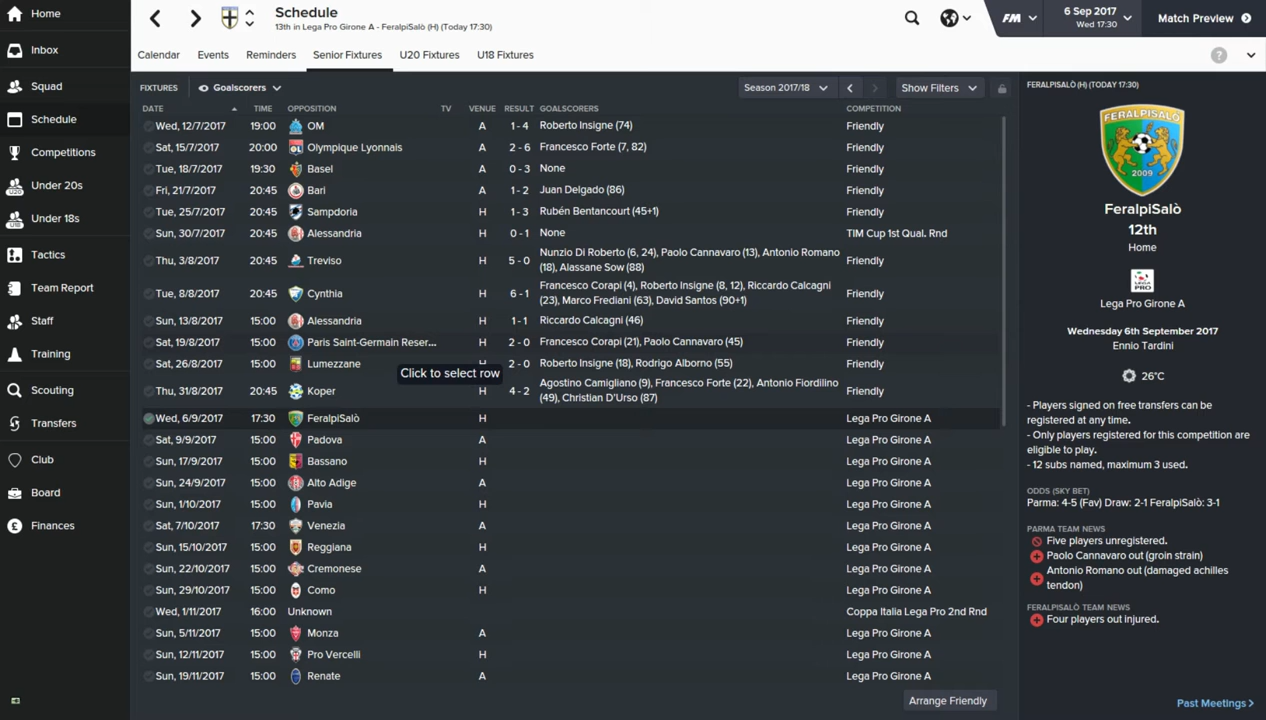 Home
Inbox
Squad
Schedule
Competitions
Under 20s
Under 18s
Tactics
Team Report
Staff
Training
Scouting
Transfers
Club
Board
Finances
Schedule
13th in Lega Pro Girone A - FeralpiSalò (H) (Today 17:30)
FM
6 Sep 2017
Wed 17:30
Match Preview
Calendar Events Reminders Senior Fixtures U20 Fixtures U18 Fixtures
FIXTURES Goalscorers Season 2017/18 Show Filters
DATE TIME OPPOSITION TV VENUE RESULT GOALSCORERS COMPETITION
Wed, 12/7/2017 19:00 OM A 1-4 Roberto Insigne (74) Friendly
Sat, 15/7/2017 20:00 Olympique Lyonnais A 2-6 Francesco Forte (7, 82) Friendly
Tue, 18/7/2017 19:30 Basel A 0-3 None Friendly
Fri, 21/7/2017 20:45 Bari A 1-2 Juan Delgado (86) Friendly
Tue, 25/7/2017 20:45 Sampdoria H 1-3 Rubén Bentancourt (45+1) Friendly
Sun, 30/7/2017 20:45 Alessandria H 0-1 None TIM Cup 1st Qual. Rnd
Thu, 3/8/2017 20:45 Treviso H 5-0 Nunzio Di Roberto (6, 24), Paolo Cannavaro (13), Antonio Romano
(18), Alassane Sow (88) Friendly
Tue, 8/8/2017 20:45 Cynthia H 6-1 Francesco Corapi (4), Roberto Insigne (8, 12), Riccardo Calcagni
(23), Marco Frediani (63), David Santos (90+1) Friendly
Sun, 13/8/2017 15:00 Alessandria H 1-1 Riccardo Calcagni (46) Friendly
Sat, 19/8/2017 15:00 Paris Saint-Germain Reser... H 2-0 Francesco Corapi (21), Paolo Cannavaro (45) Friendly
Sat, 26/8/2017 15:00 Lumezzane H 2-0 Roberto Insigne (18), Rodrigo Alborno (55) Friendly
Click to select row
Thu, 31/8/2017 20:45 Koper H 4-2 Agostino Camigliano (9), Francesco Forte (22), Antonio Fiordilino
(49), Christian D'Urso (87) Friendly
Wed, 6/9/2017 17:30 FeralpiSalò H Lega Pro Girone A
Sat, 9/9/2017 15:00 Padova A Lega Pro Girone A
Sun, 17/9/2017 15:00 Bassano H Lega Pro Girone A
Sun, 24/9/2017 15:00 Alto Adige A Lega Pro Girone A
Sun, 1/10/2017 15:00 Pavia H Lega Pro Girone A
Sat, 7/10/2017 17:30 Venezia A Lega Pro Girone A
Sun, 15/10/2017 15:00 Reggiana H Lega Pro Girone A
Sun, 22/10/2017 15:00 Cremonese A Lega Pro Girone A
Sun, 29/10/2017 15:00 Como H Lega Pro Girone A
Wed, 1/11/2017 16:00 Unknown Coppa Italia Lega Pro 2nd Rnd
Sun, 5/11/2017 15:00 Monza A Lega Pro Girone A
Sun, 12/11/2017 15:00 Pro Vercelli H Lega Pro Girone A
Sun, 19/11/2017 15:00 Renate A Lega Pro Girone A
Arrange Friendly
FERALPISALÒ (H) (TODAY 17:30)
FERALPISALÒ
2009
FeralpiSalò
12th
Home
LEGA
PRO
Lega Pro Girone A
Wednesday 6th September 2017
Ennio Tardini
26°C
- Players signed on free transfers can be
registered at any time.
- Only players registered for this competition are
eligible to play.
- 12 subs named, maximum 3 used.
ODDS (SKY BET)
Parma: 4-5 (Fav) Draw: 2-1 FeralpiSalò: 3-1
PARMA TEAM NEWS
Five players unregistered.
Paolo Cannavaro out (groin strain)
Antonio Romano out (damaged achilles
tendon)
FERALPISALÒ TEAM NEWS
Four players out injured.
Past Meetings >